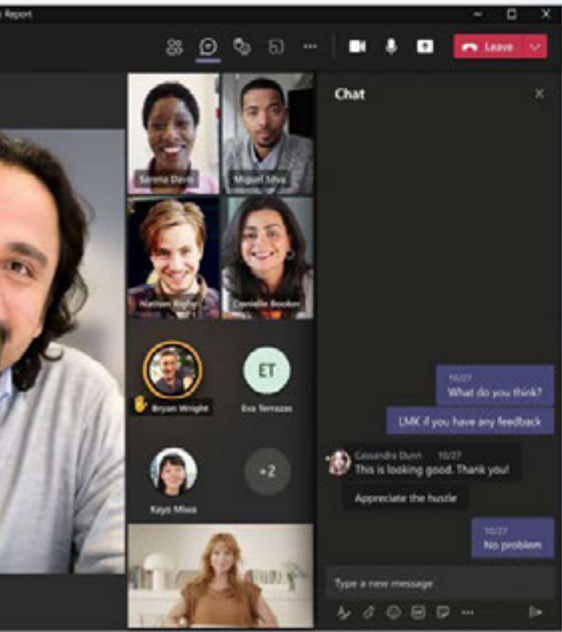 Report
Leave
Chat
Serena Davis
Miguel Silva
Danielle Booker
ET
Bryan Wright
Eva Terrazas
+2
Kayo Miwa
10/27
What do you think?
LMK if you have any feedback
Cassandra Dunn 10/27
This is looking good. Thank you!
Appreciate the hustle
10/27
No problem
Type a new message